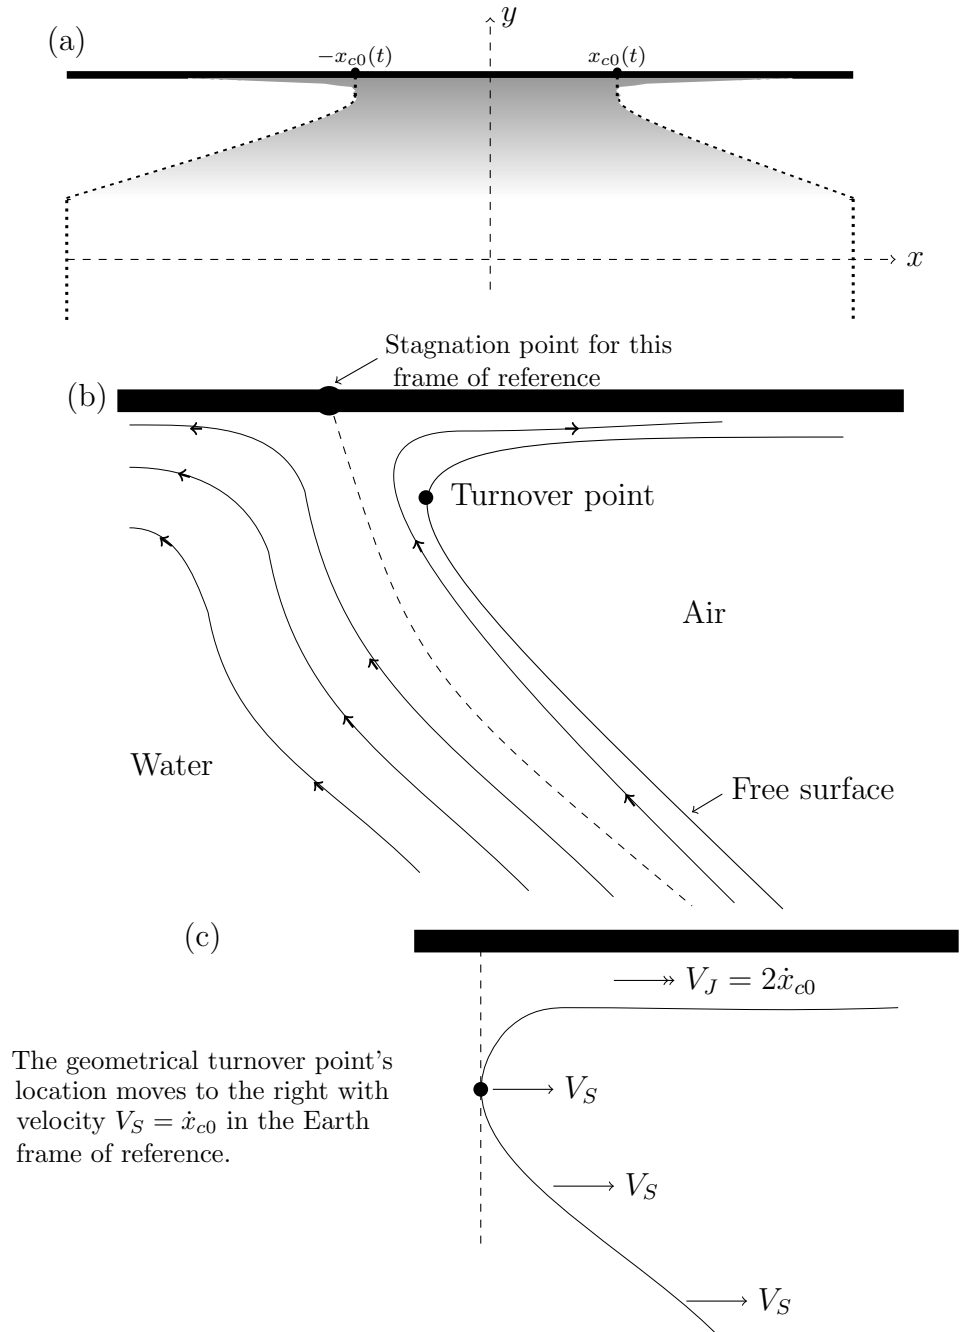 y
(a)
−x_{c0}(t)
x_{c0}(t)
x
Stagnation point for this
frame of reference
(b)
Turnover point
Air
Water
Free surface
(c)
V_J = 2ẋ_{c0}
The geometrical turnover point's
location moves to the right with
velocity V_S = ẋ_{c0} in the Earth
frame of reference.
V_S
V_S
V_S